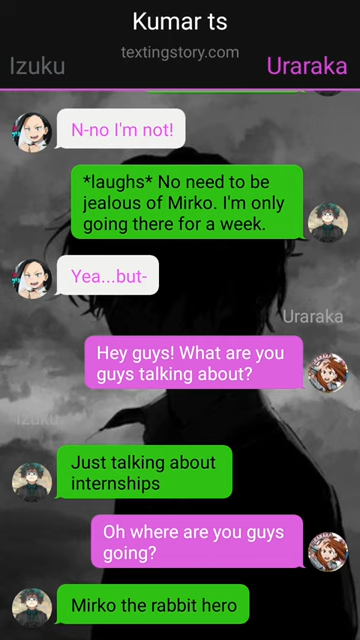 Kumar ts
textingstory.com
Izuku
Uraraka
N-no I'm not!
*laughs* No need to be
jealous of Mirko. I'm only
going there for a week.
Yea...but-
Uraraka
Hey guys! What are you
guys talking about?
Izuku
Just talking about
internships
Oh where are you guys
going?
Mirko the rabbit hero